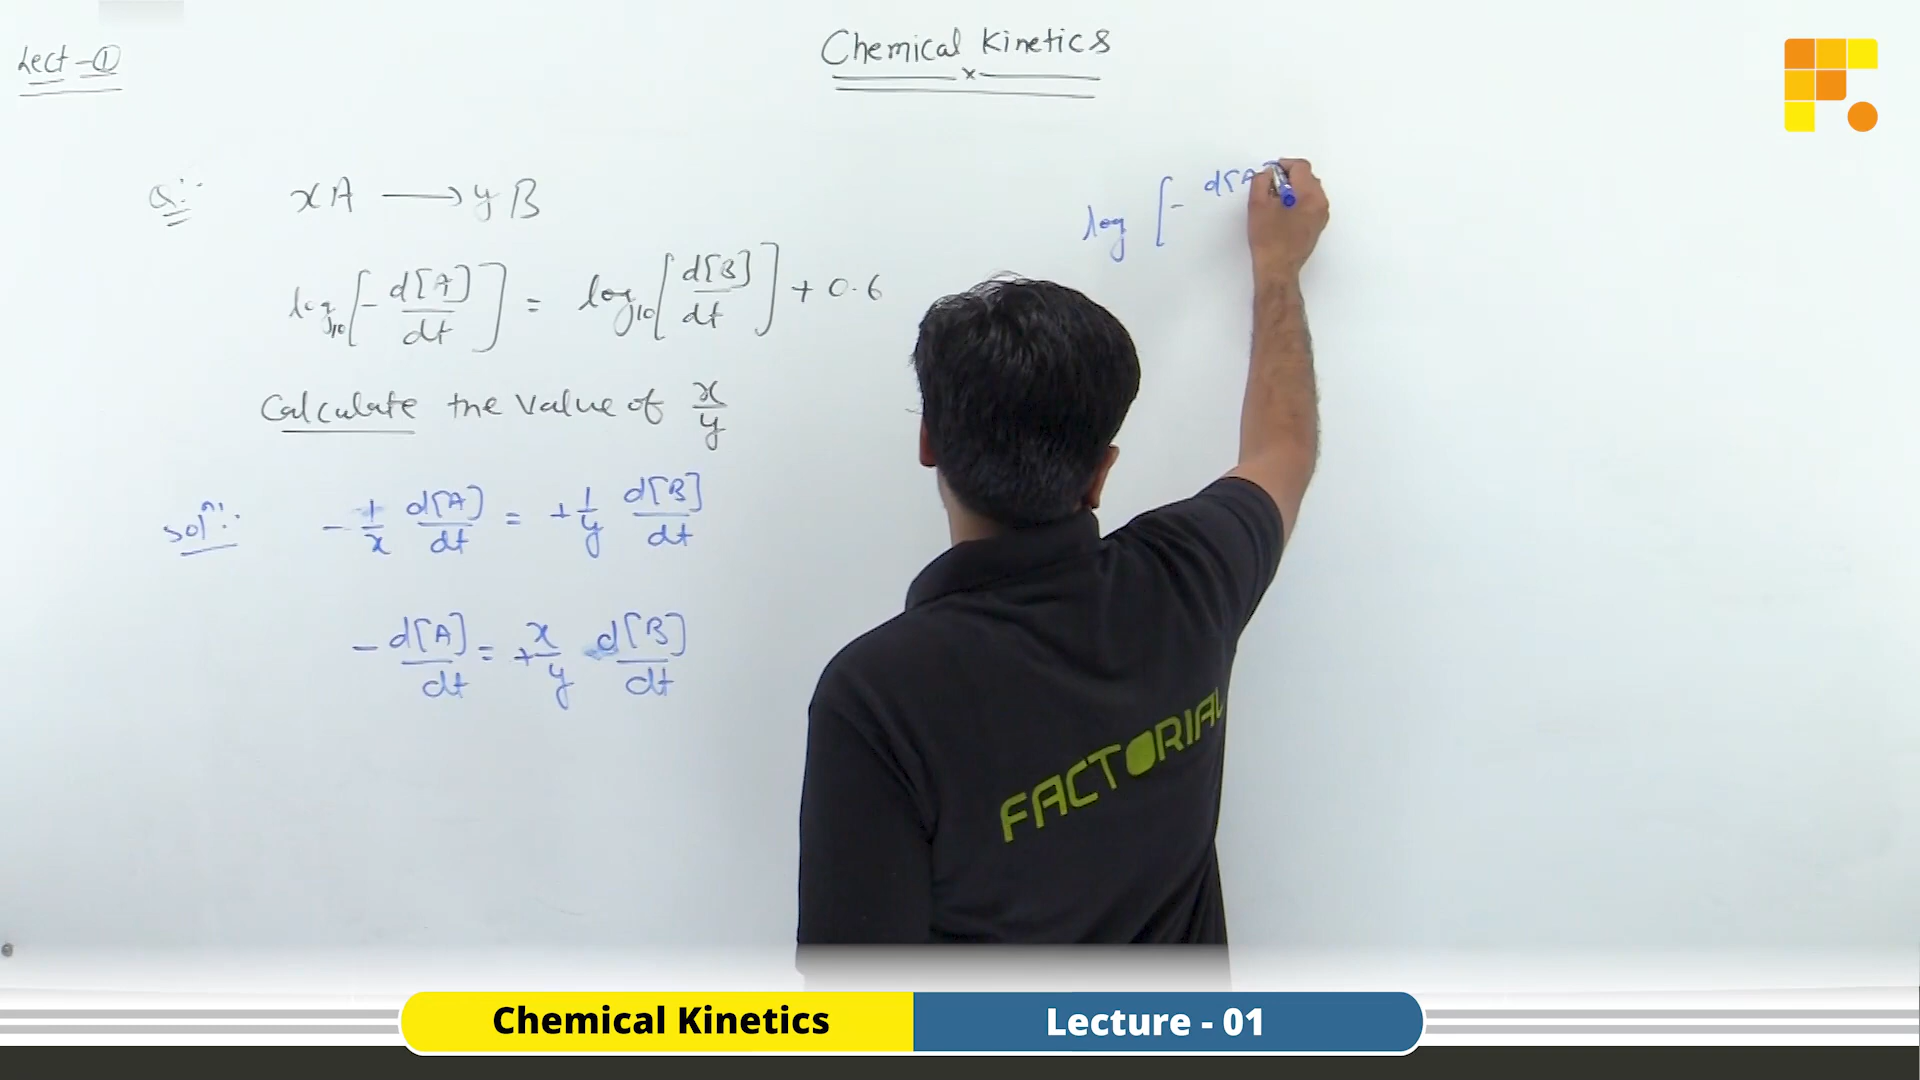 Lect-①
Chemical Kinetics
x
Q:-
xA ⟶ yB
log₁₀[-d[A]/dt] = log₁₀[d[B]/dt] + 0.6
Calculate the value of x/y
solⁿ:-
-1/x d[A]/dt = +1/y d[B]/dt
-d[A]/dt = +x/y d[B]/dt
log [- d[A]
FACTORIAL
Chemical Kinetics
Lecture - 01